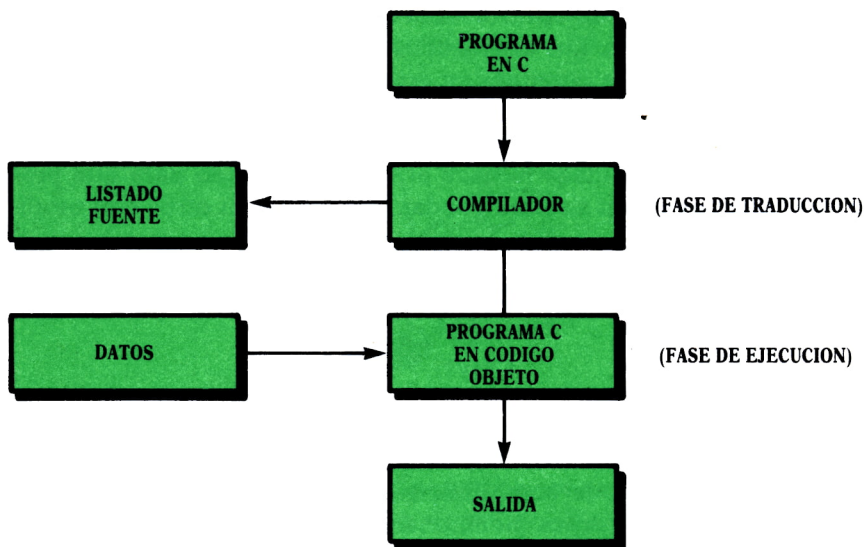 PROGRAMA
EN C
LISTADO
FUENTE
COMPILADOR
(FASE DE TRADUCCION)
DATOS
PROGRAMA C
EN CODIGO
OBJETO
(FASE DE EJECUCION)
SALIDA